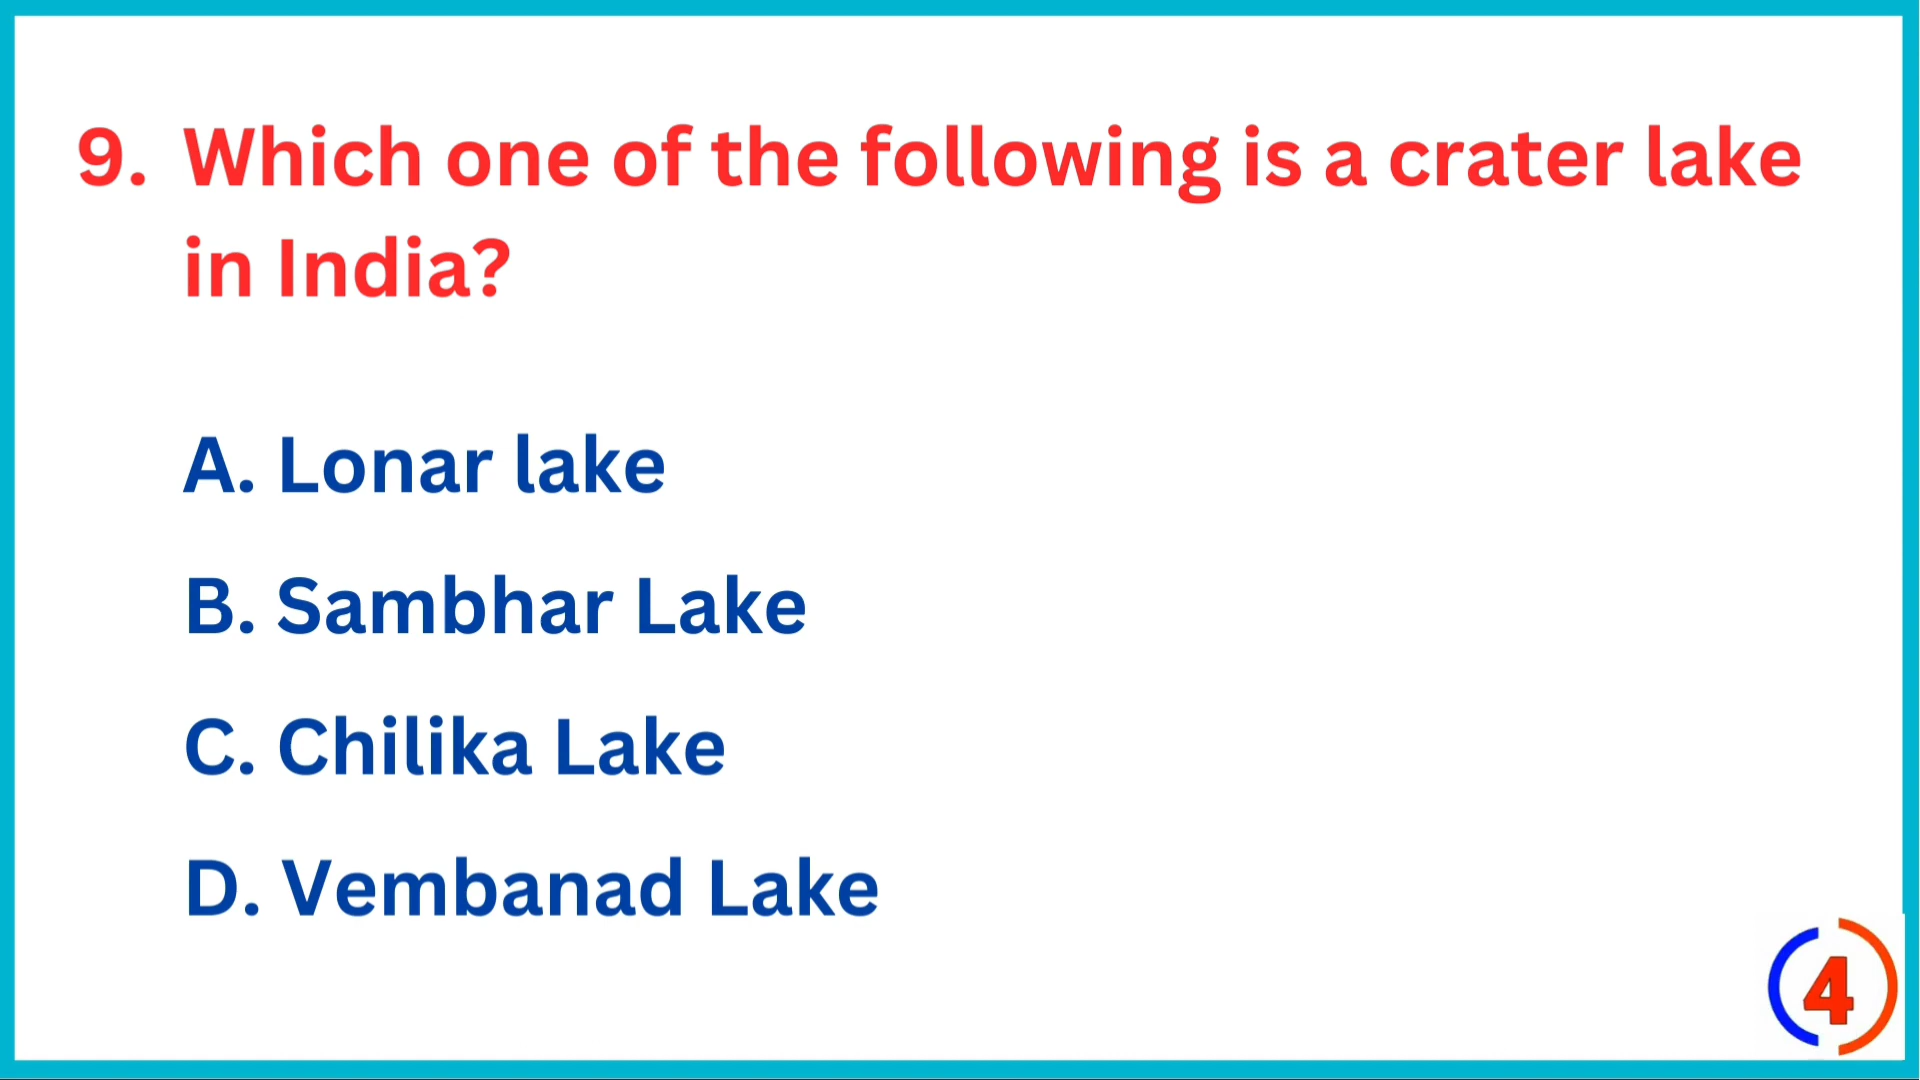 9. Which one of the following is a crater lake
in India?
A. Lonar lake
B. Sambhar Lake
C. Chilika Lake
D. Vembanad Lake
4